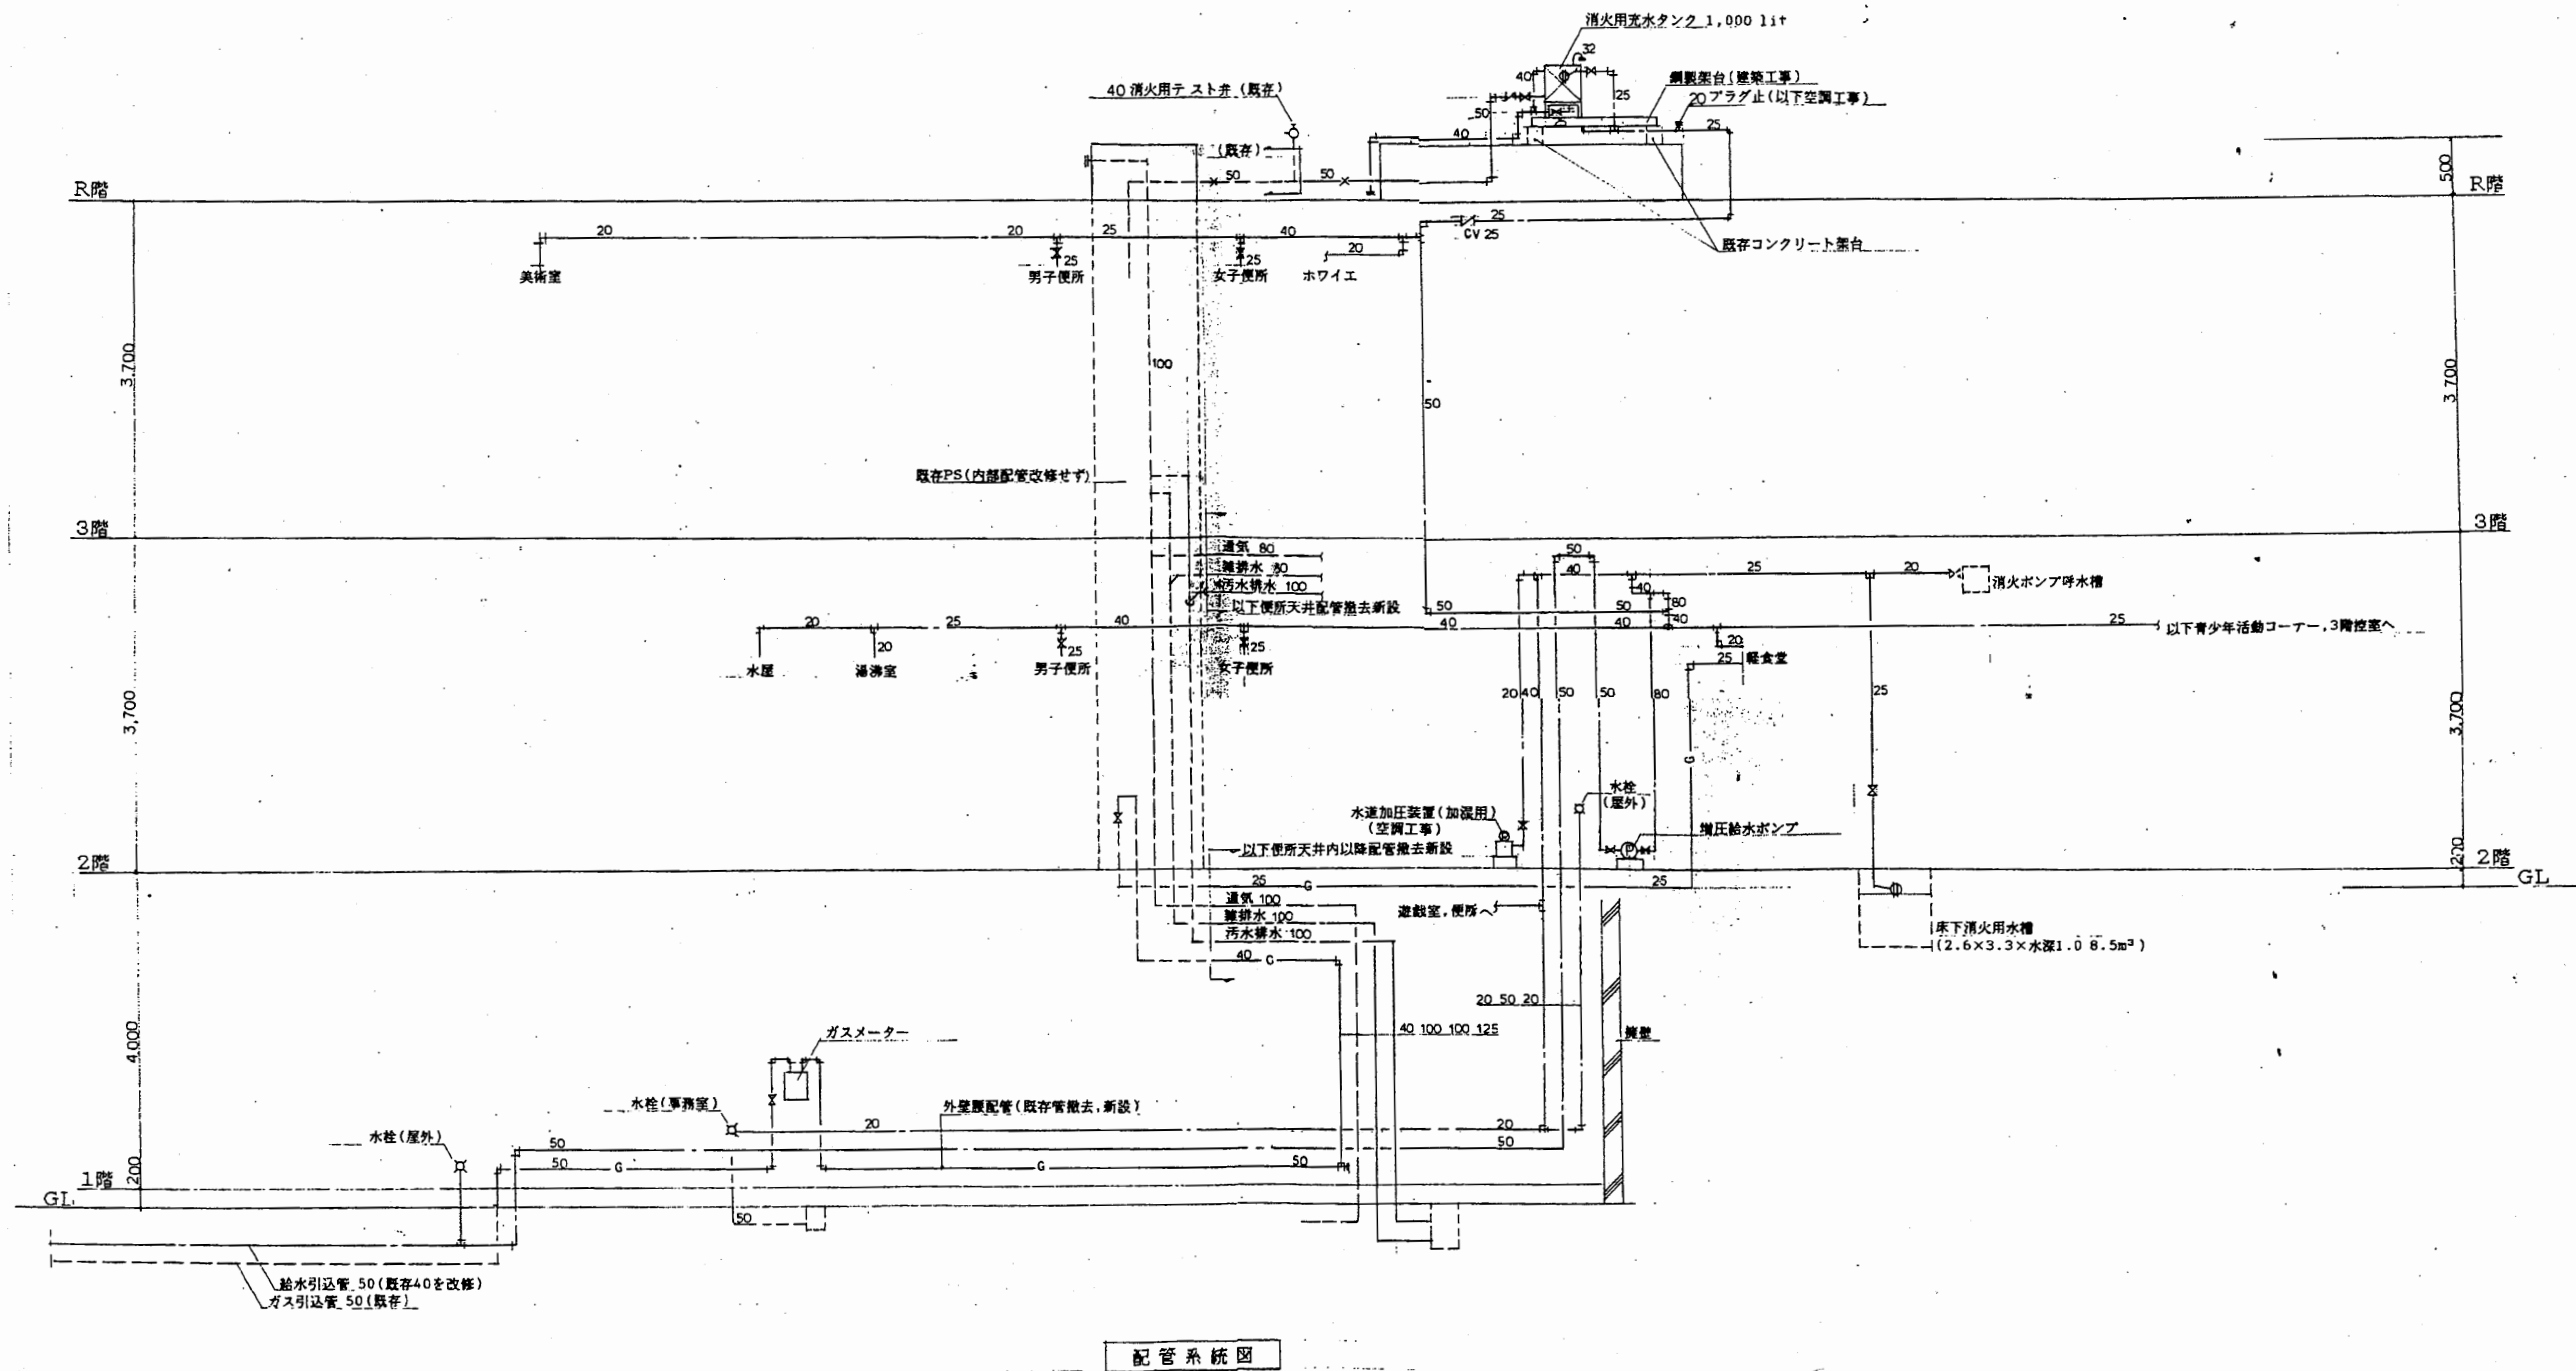 消火用充水タンク 1,000 lit
32
40
鋼製架台(建築工事)
40 消火用テスト弁(既存)
25
20プラグ止(以下空調工事)
50
40
25
(既存)
500
50
50
R階
R階
25
CV 25
20
20
25
40
20
既存コンクリート架台
25
25
美術室
男子便所
女子便所
ホワイエ
3,700
100
3,700
50
既存PS(内部配管改修せず)
3階
3階
通気 80
雑排水 80
汚水排水 100
以下便所天井配管撤去新設
50
40
25
20
消火ポンプ呼水槽
40
80
50
50
40
20
25
40
40
40
25
以下青少年活動コーナー,3階控室へ
20
25
25
20
25
軽食堂
水屋
湯沸室
男子便所
女子便所
3,700
20
40
50
50
80
25
3,700
G
水栓
(屋外)
水道加圧装置(加湿用)
(空調工事)
増圧給水ポンプ
P
P
以下便所天井内以降配管撤去新設
2階
200
2階
GL
25
G
25
通気 100
雑排水 100
汚水排水 100
遊戯室,便所へ
床下消火用水槽
(2.6×3.3×水深1.0 8.5m³)
40
G
20 50 20
40 100 100 125
擁壁
4,000
ガスメーター
水栓(事務室)
外壁腰配管(既存管撤去,新設)
水栓(屋外)
20
20
50
50
50
G
G
50
200
1階
GL
50
給水引込管 50(既存40を改修)
ガス引込管 50(既存)
配管系統図